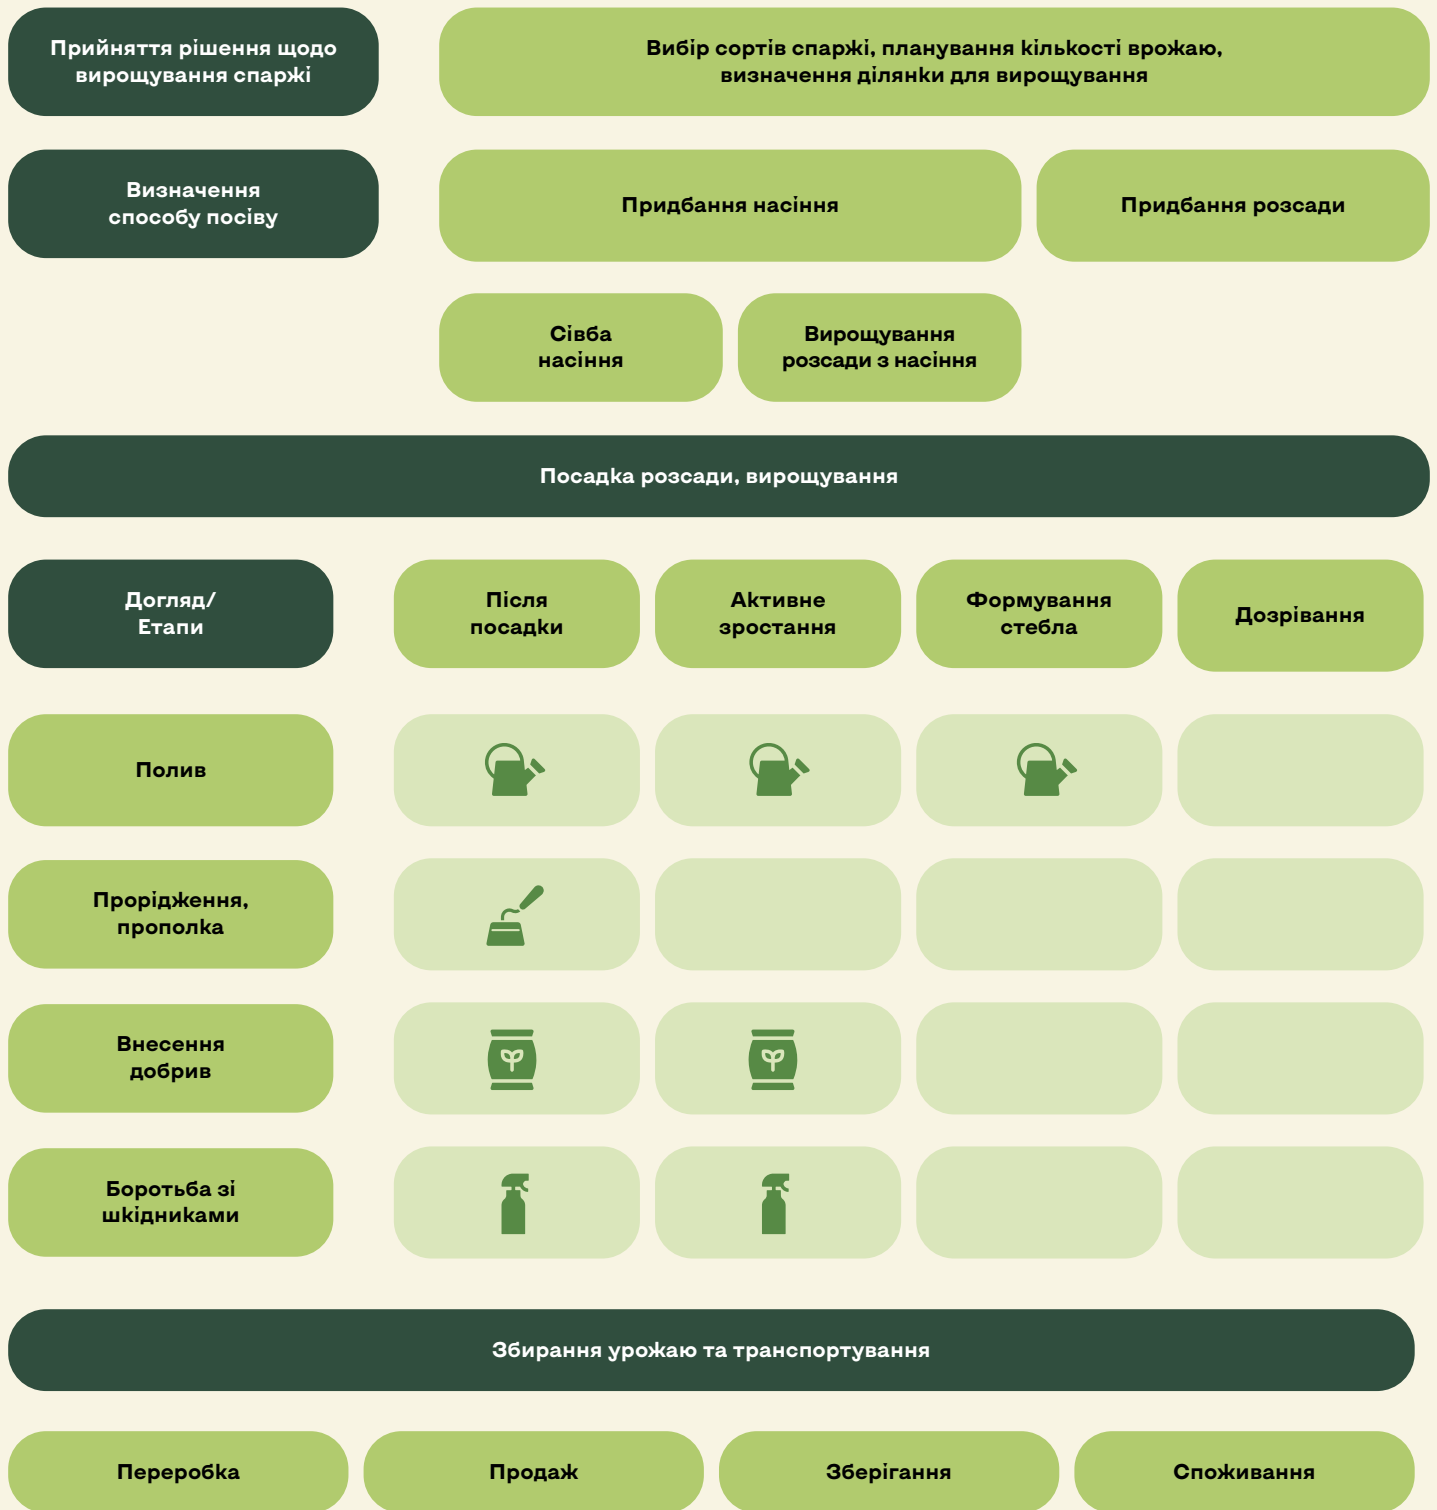 Прийняття рішення щодо
вирощування спаржі
Вибір сортів спаржі, планування кількості врожаю,
визначення ділянки для вирощування
Визначення
способу посіву
Придбання насіння
Придбання розсади
Сівба
насіння
Вирощування
розсади з насіння
Посадка розсади, вирощування
Догляд/
Етапи
Після
посадки
Активне
зростання
Формування
стебла
Дозрівання
Полив
Прорідження,
прополка
Внесення
добрив
Боротьба зі
шкідниками
Збирання урожаю та транспортування
Переробка
Продаж
Зберігання
Споживання